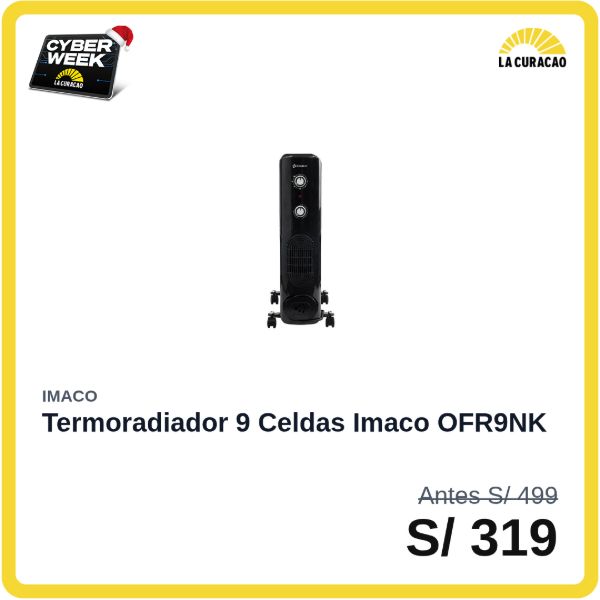 CYBER
WEEK
LA CURACAO
LA CURACAO
IMACO
Termoradiador 9 Celdas Imaco OFR9NK
Antes S/ 499
S/ 319